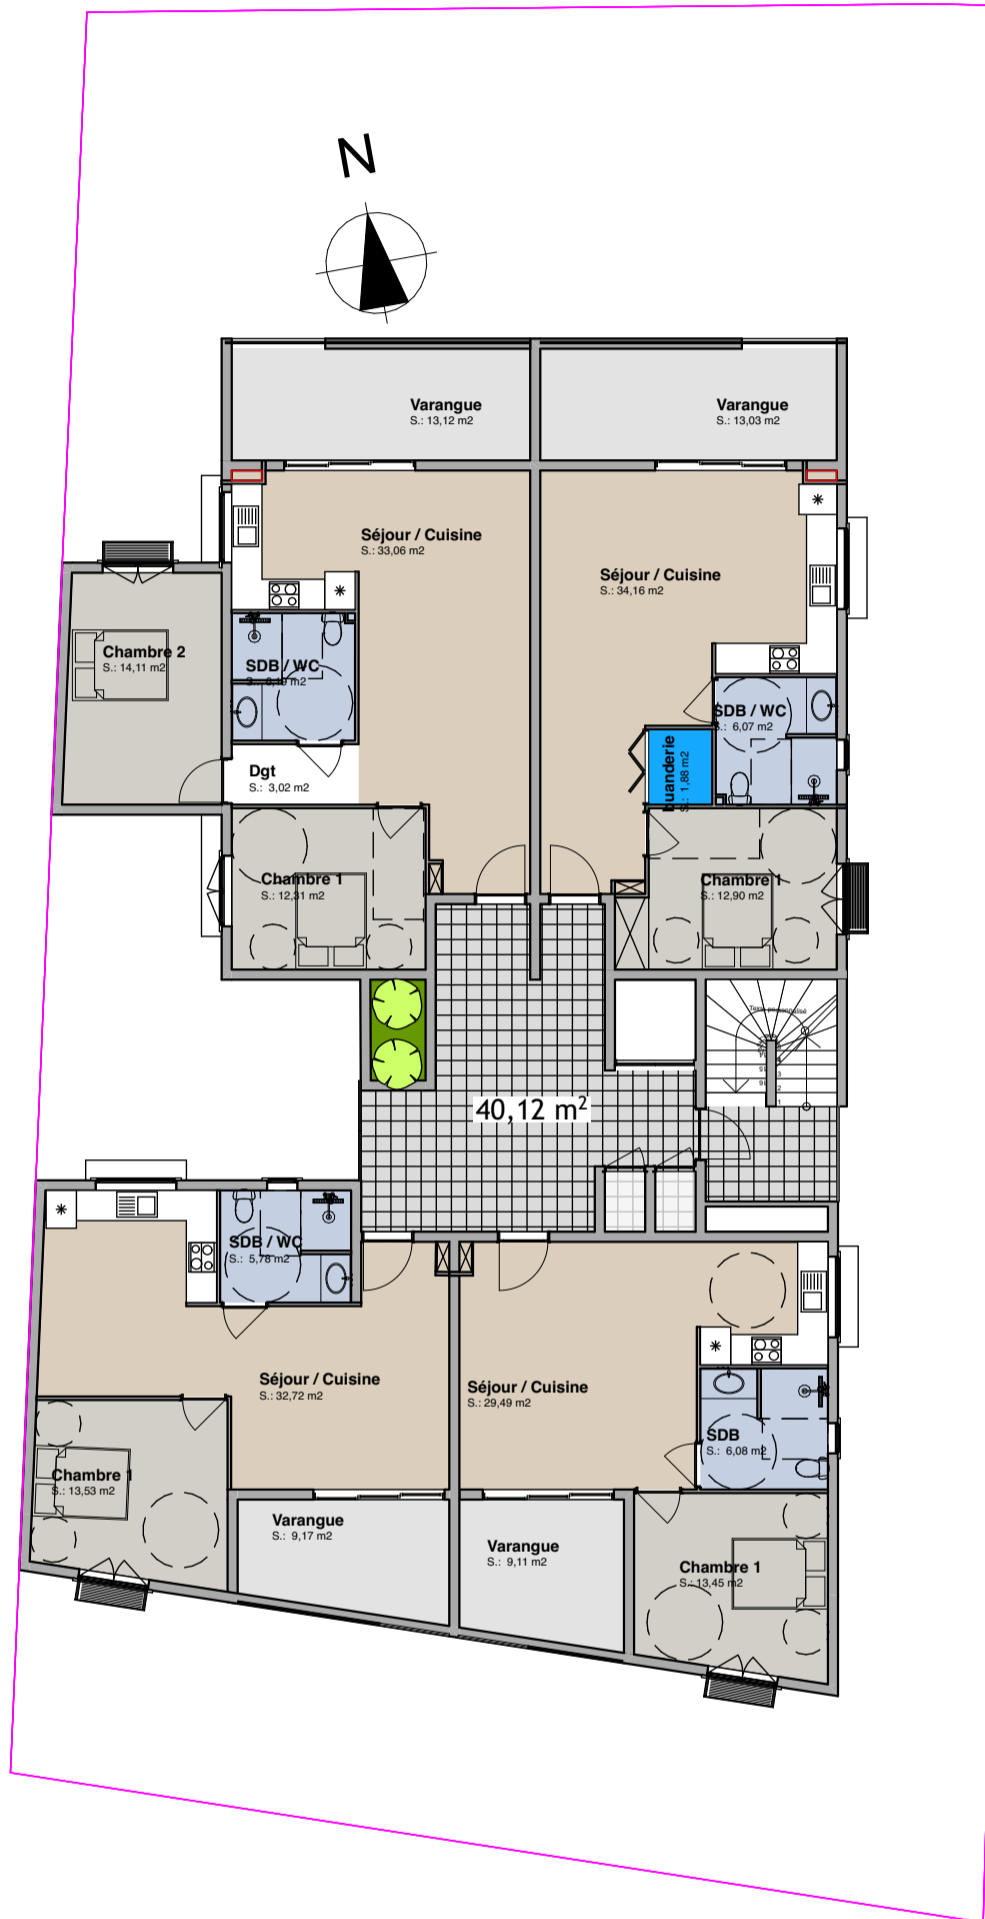 N
Varangue
S.: 13,12 m2
Varangue
S.: 13,03 m2
Séjour / Cuisine
S.: 33,06 m2
Séjour / Cuisine
S.: 34,16 m2
Chambre 2
S.: 14,11 m2
SDB / WC
SDB / WC
S.: 6,07 m2
buanderie
S.: 1,88 m2
Dgt
S.: 3,02 m2
Chambre 1
S.: 12,31 m2
Chambre 1
S.: 12,90 m2
40,12 m²
SDB / WC
S.: 5,78 m2
Séjour / Cuisine
S.: 32,72 m2
Séjour / Cuisine
S.: 29,49 m2
SDB
S.: 6,08 m2
Chambre 1
S.: 13,53 m2
Varangue
S.: 9,17 m2
Varangue
S.: 9,11 m2
Chambre 1
S.: 13,45 m2